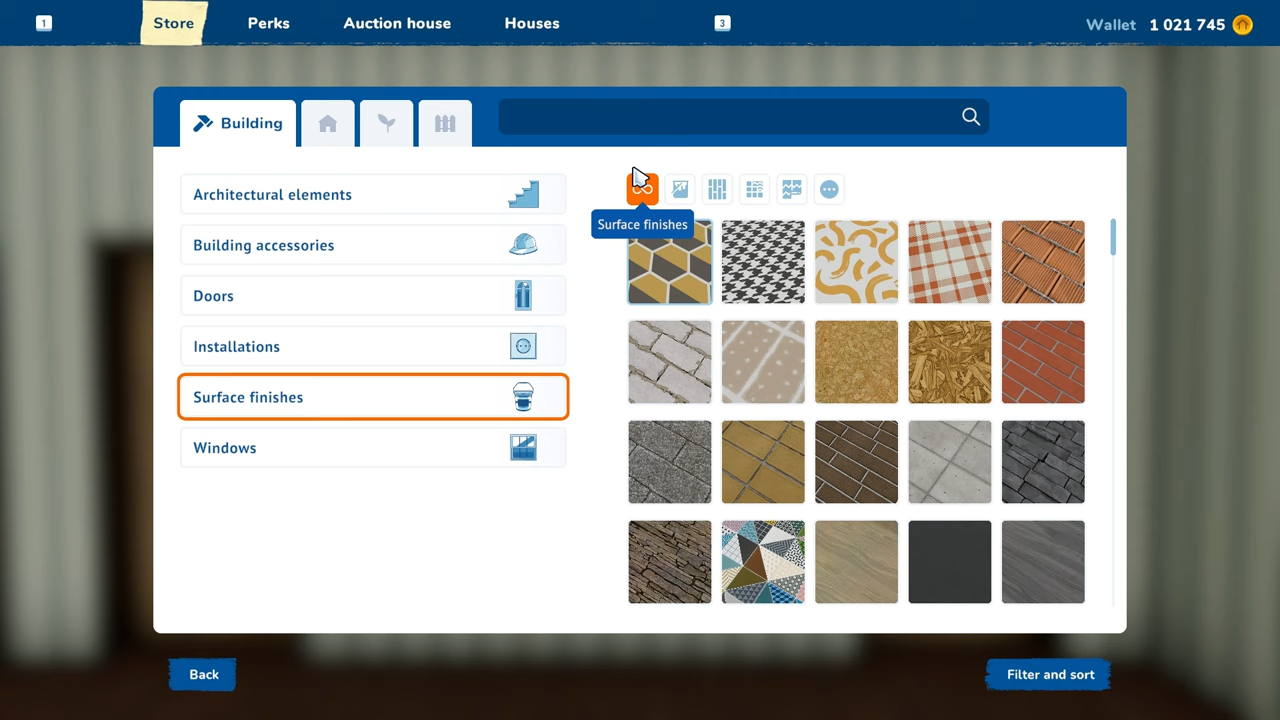 1
Store
Perks
Auction house
Houses
3
Wallet 1 021 745
Building
Architectural elements
Building accessories
Doors
Installations
Surface finishes
Windows
Surface finishes
Back
Filter and sort